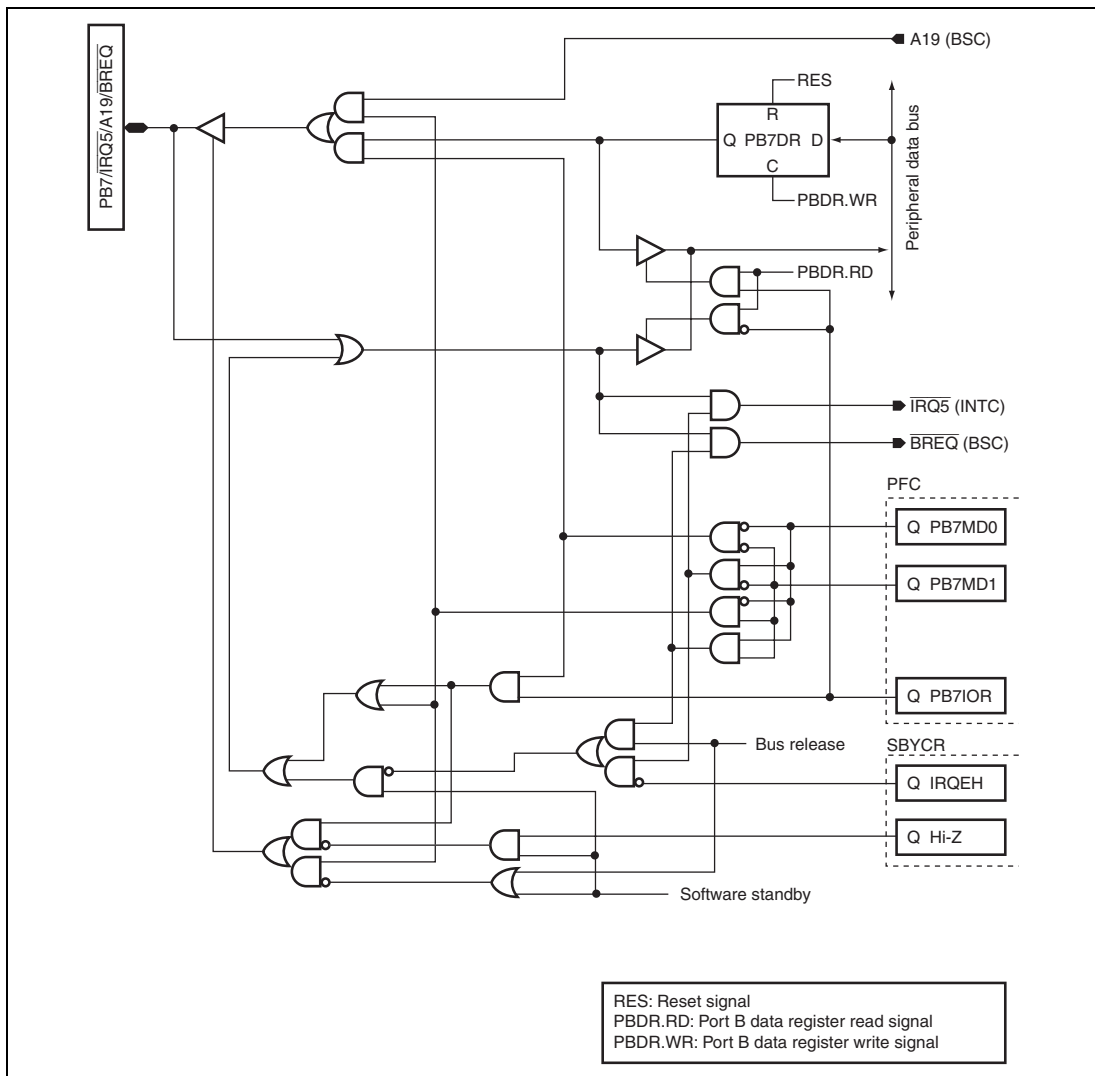 PB7/IRQ5/A19/BREQ
A19 (BSC)
RES
R
Q PB7DR D
C
PBDR.WR
Peripheral data bus
PBDR.RD
IRQ5 (INTC)
BREQ (BSC)
PFC
Q PB7MD0
Q PB7MD1
Q PB7IOR
Bus release
SBYCR
Q IRQEH
Q Hi-Z
Software standby
RES: Reset signal
PBDR.RD: Port B data register read signal
PBDR.WR: Port B data register write signal